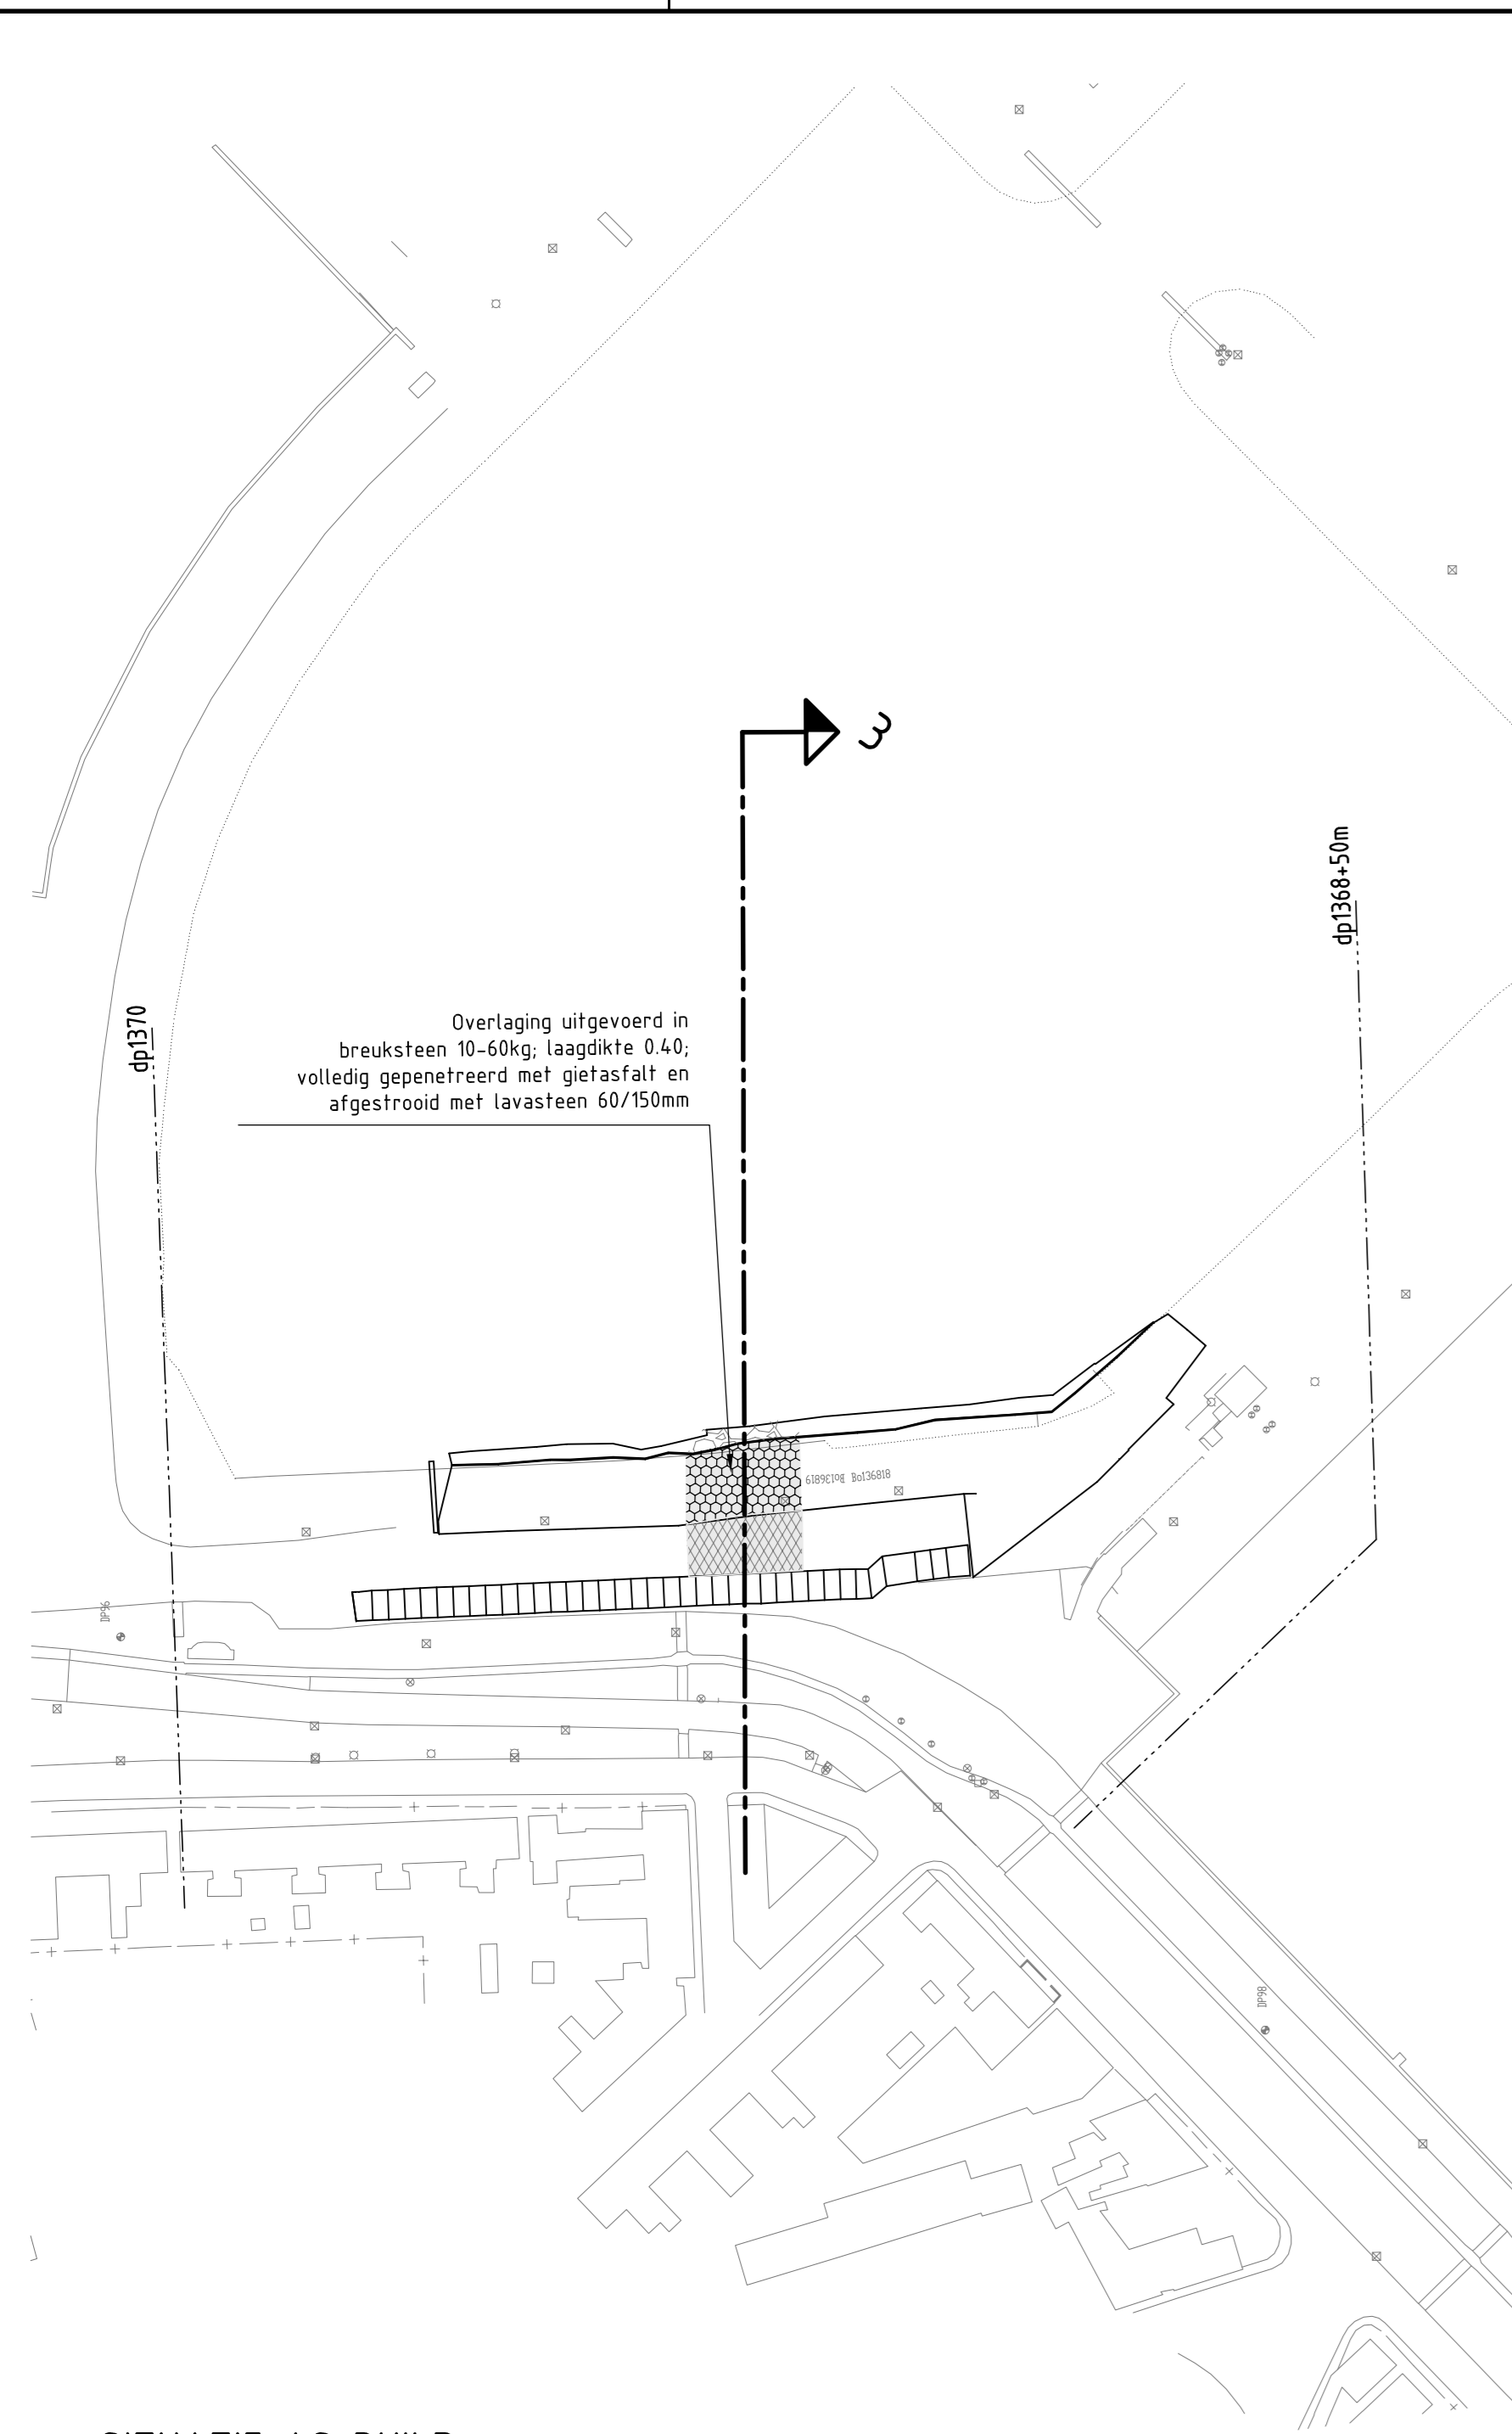 3
dp1368+50m
dp1370
Overlaging uitgevoerd in
breuksteen 10-60kg; laagdikte 0.40;
volledig gepenetreerd met gietasfalt en
afgestrooid met lavasteen 60/150mm
Bo136819 Bo136818
DP96
DP98